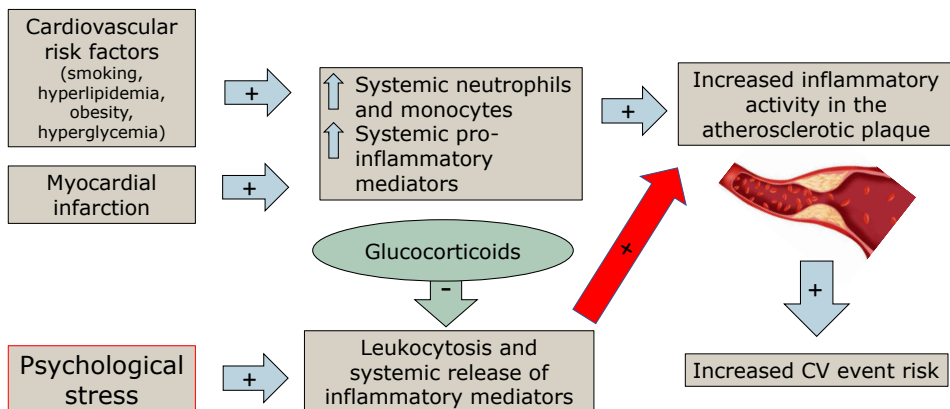 Cardiovascular
risk factors
(smoking,
hyperlipidemia,
obesity,
hyperglycemia)
+
Systemic neutrophils
and monocytes
Systemic pro-
inflammatory
mediators
+
Increased inflammatory
activity in the
atherosclerotic plaque
Myocardial
infarction
+
Glucocorticoids
-
+
+
Psychological
stress
+
Leukocytosis and
systemic release of
inflammatory mediators
Increased CV event risk